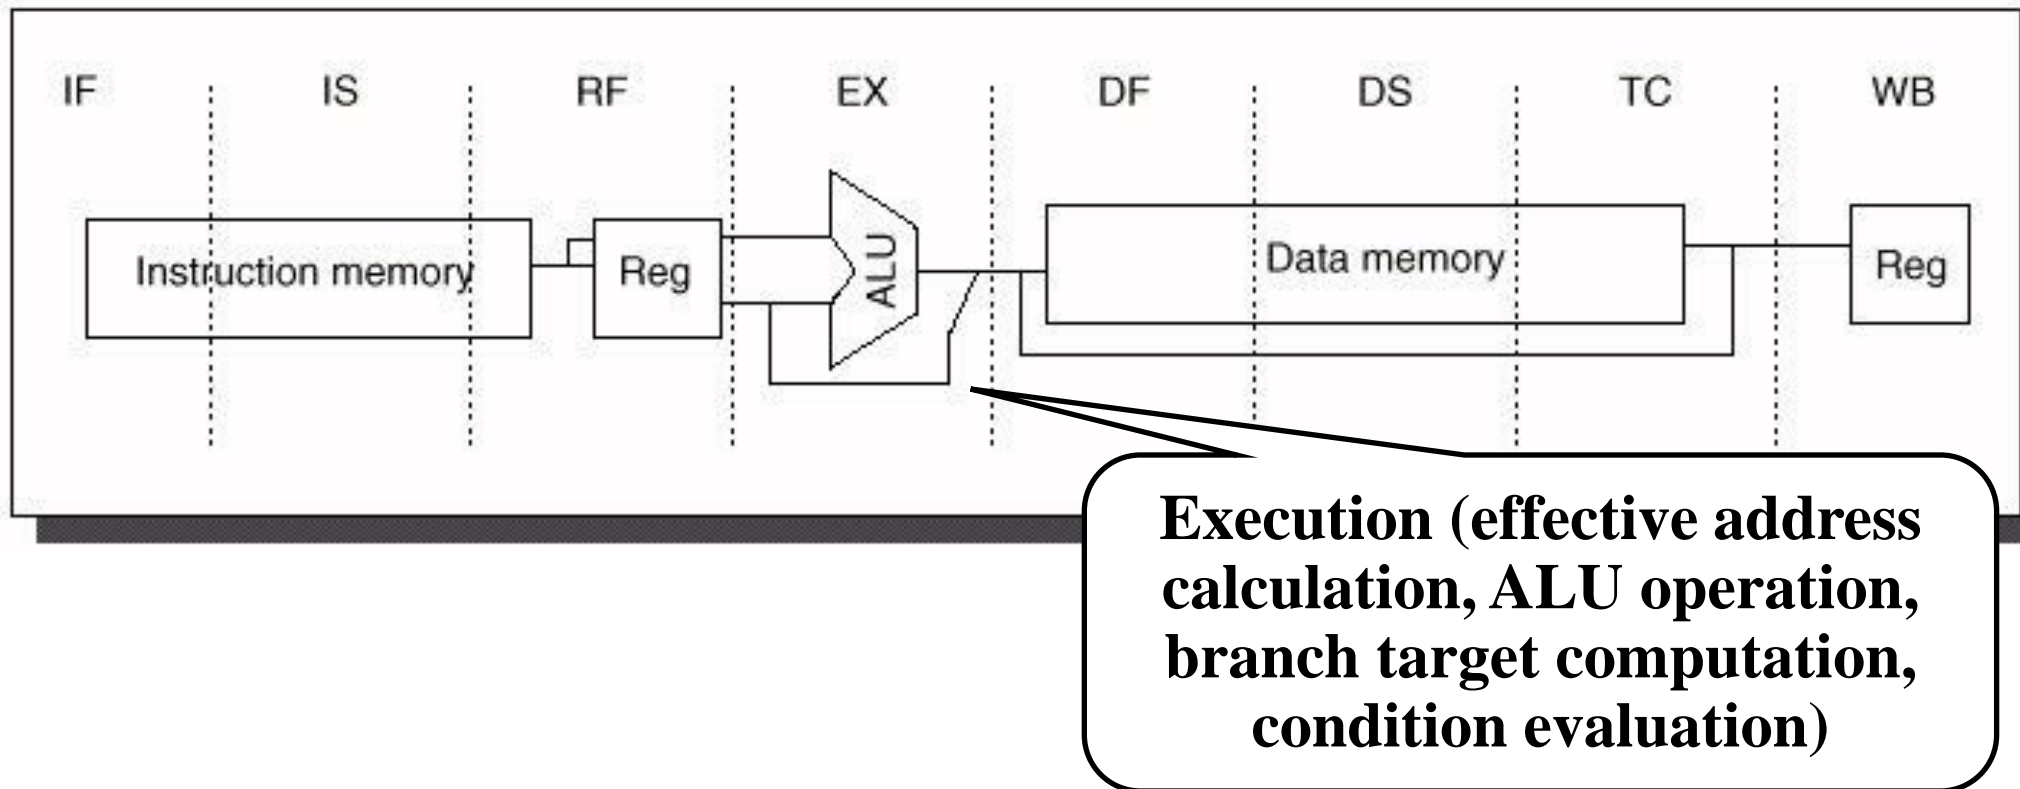 IF IS RF EX DF DS TC WB
Instruction memory Reg ALU Data memory Reg
Execution (effective address
calculation, ALU operation,
branch target computation,
condition evaluation)